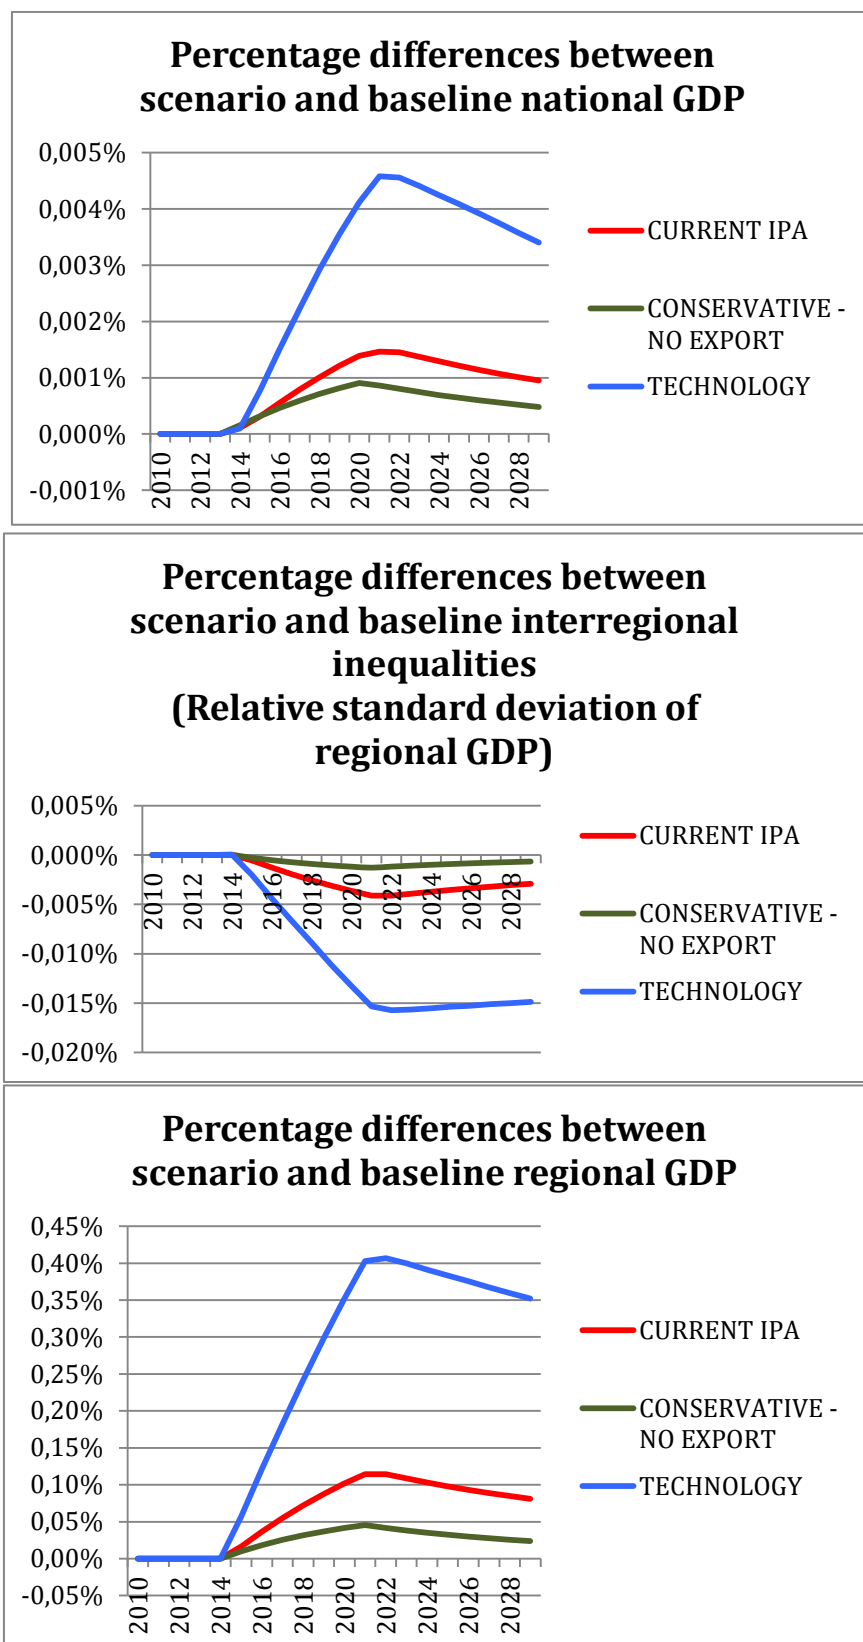 Percentage differences between
scenario and baseline national GDP
0,005%
0,004%
0,003%
0,002%
0,001%
0,000%
-0,001%
2010
2012
2014
2016
2018
2020
2022
2024
2026
2028
CURRENT IPA
CONSERVATIVE -
NO EXPORT
TECHNOLOGY
Percentage differences between
scenario and baseline interregional
inequalities
(Relative standard deviation of
regional GDP)
0,005%
0,000%
-0,005%
-0,010%
-0,015%
-0,020%
2010
2012
2014
2016
2018
2020
2022
2024
2026
2028
CURRENT IPA
CONSERVATIVE -
NO EXPORT
TECHNOLOGY
Percentage differences between
scenario and baseline regional GDP
0,45%
0,40%
0,35%
0,30%
0,25%
0,20%
0,15%
0,10%
0,05%
0,00%
-0,05%
2010
2012
2014
2016
2018
2020
2022
2024
2026
2028
CURRENT IPA
CONSERVATIVE -
NO EXPORT
TECHNOLOGY